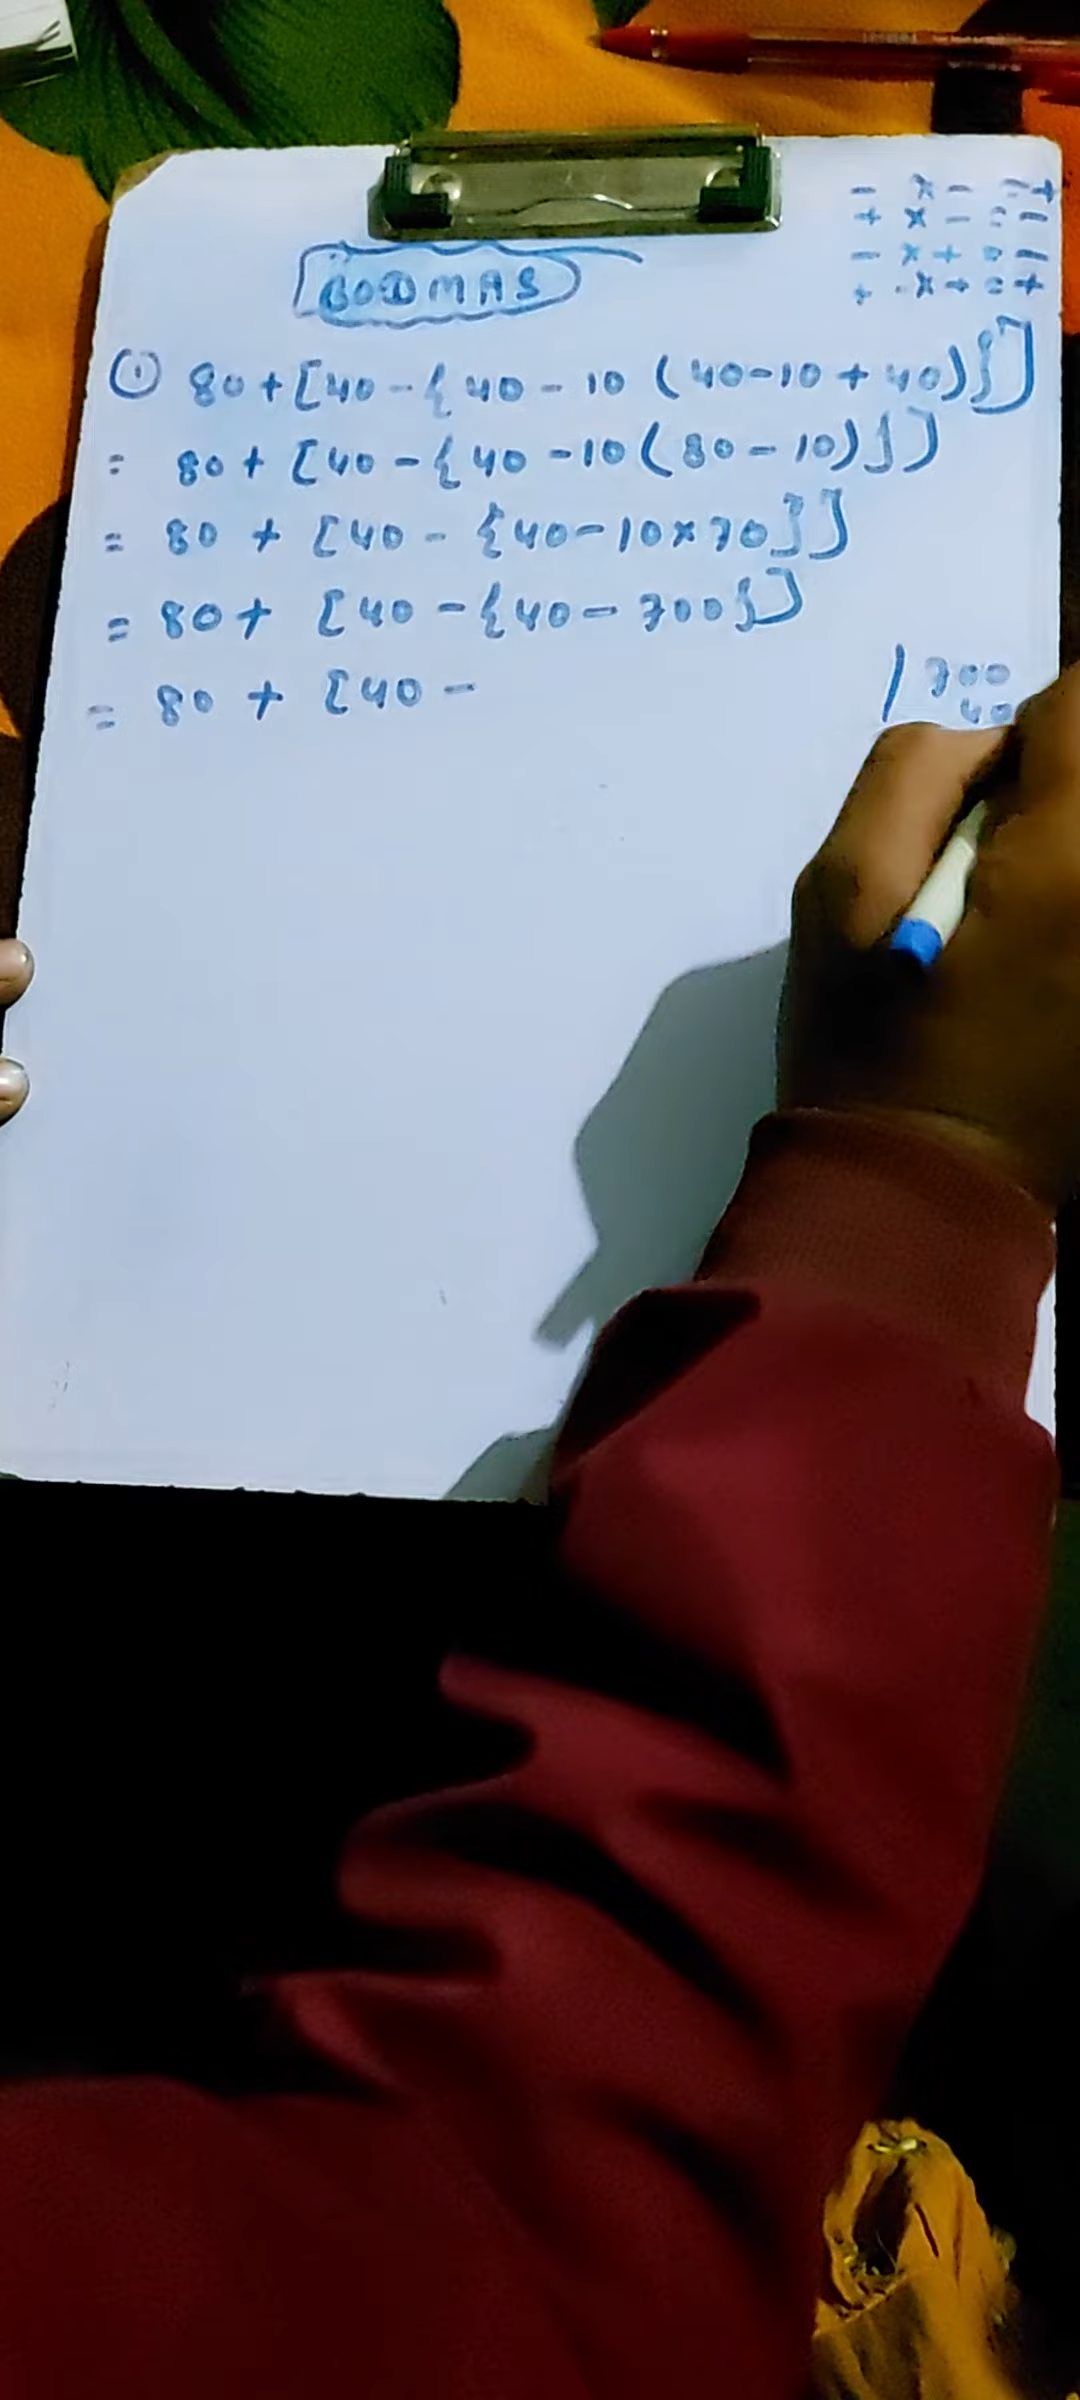 BODMAS
- x - = +
+ x - = -
- x + = -
+ x + = +
① 80 + [40 - { 40 - 10 ( 40-10 + 40)}]
= 80 + [40 - {40 - 10 ( 80 - 10)}]
= 80 + [40 - {40 - 10 x 70}]
= 80 + [40 - {40 - 700}]
= 80 + [40 -
700
40